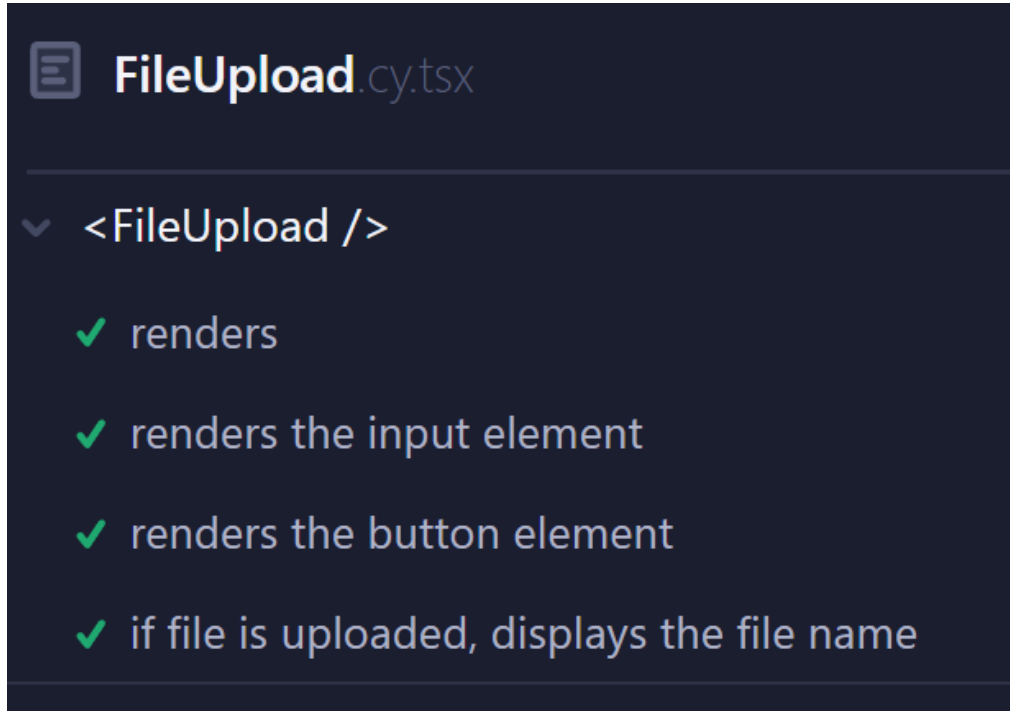 FileUpload.cy.tsx
<FileUpload />
renders
renders the input element
renders the button element
if file is uploaded, displays the file name